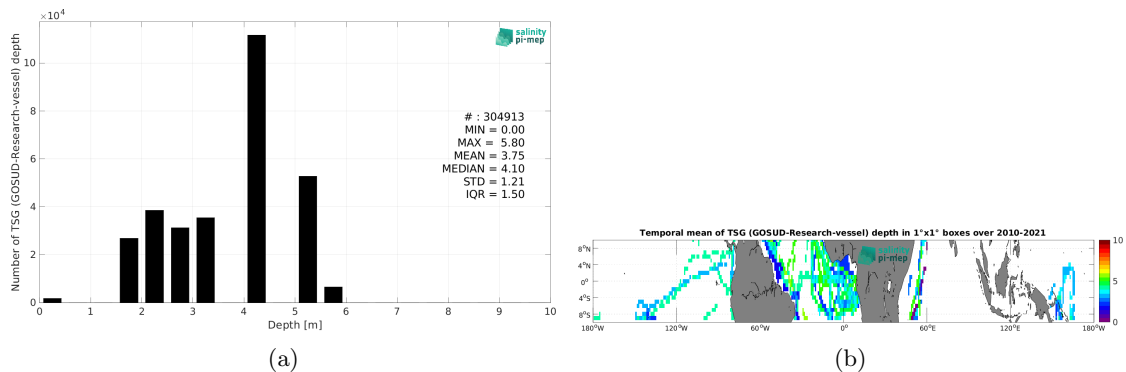 ×10⁴
salinity
pi-mep
10
8
6
4
2
0
Number of TSG (GOSUD-Research-vessel) depth
# : 304913
MIN = 0.00
MAX = 5.80
MEAN = 3.75
MEDIAN = 4.10
STD = 1.21
IQR = 1.50
0 1 2 3 4 5 6 7 8 9 10
Depth [m]
(a)
Temporal mean of TSG (GOSUD-Research-vessel) depth in 1°x1° boxes over 2010-2021
salinity
pi-mep
8°N
4°N
0°
4°S
8°S
180°W 120°W 60°W 0° 60°E 120°E 180°W
10
5
0
(b)